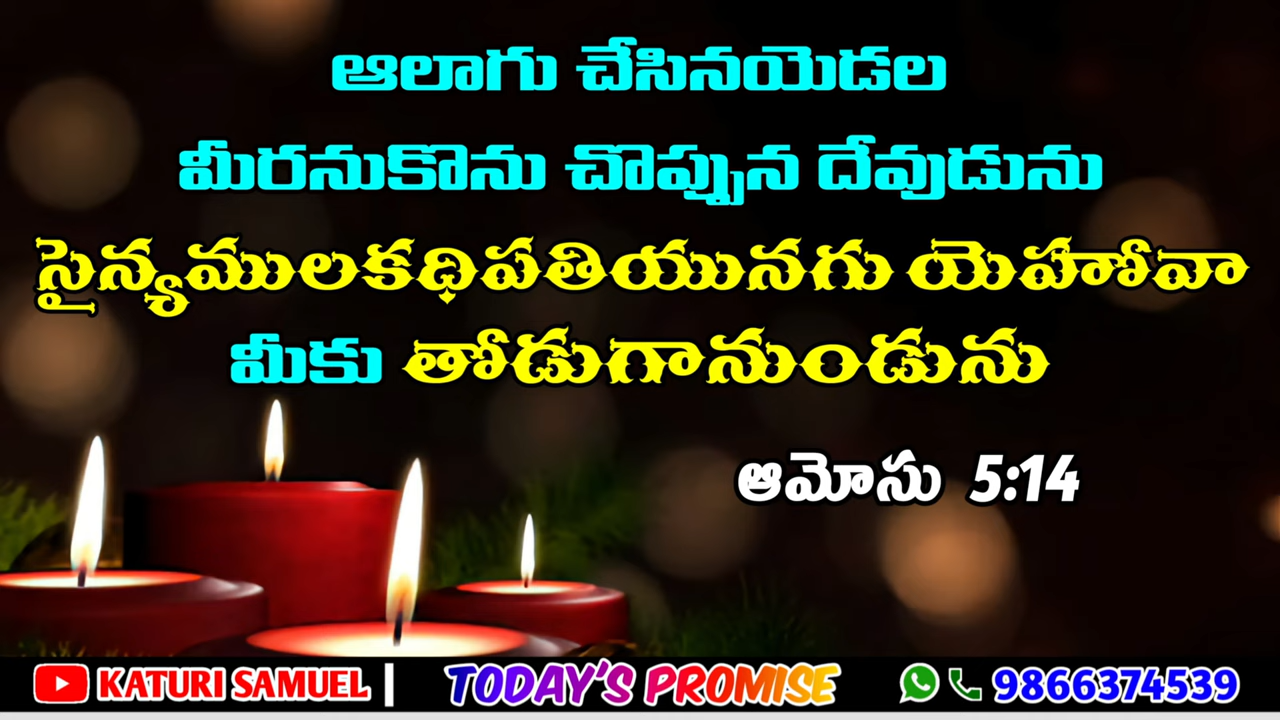 ఆలాగు చేసినయెడల
మీరనుకొను చొప్పున దేవుడును
సైన్యములకధిపతియునగు యెహోవా
మీకు తోడుగానుండును
ఆమోసు 5:14
KATURI SAMUEL | TODAY'S PROMISE 9866374539